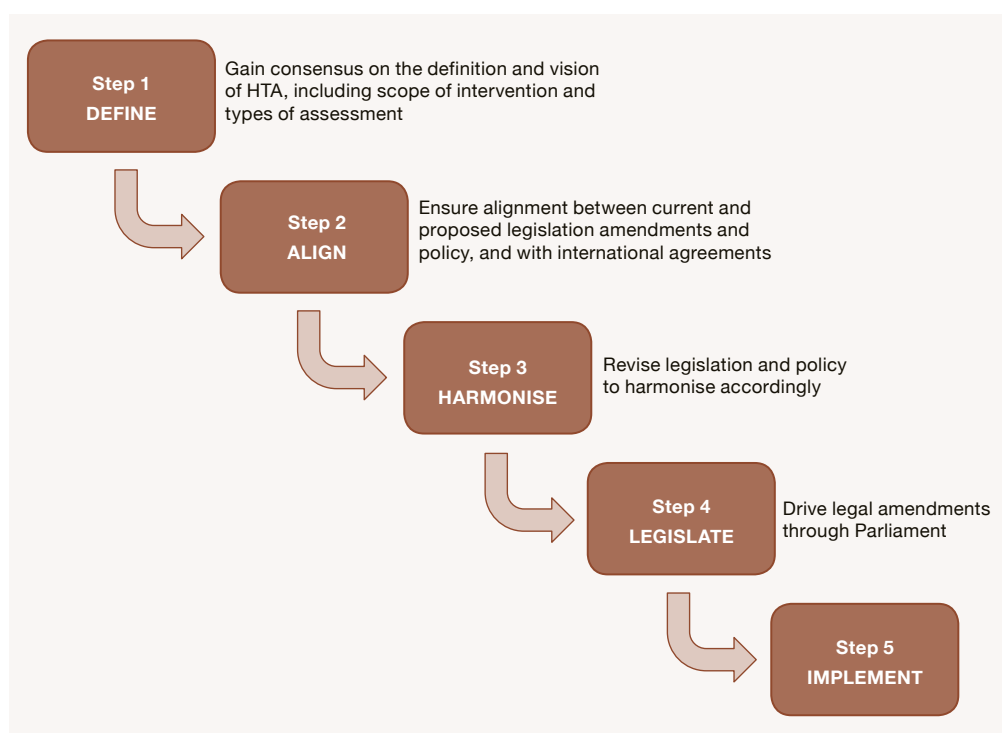 Step 1
DEFINE
Gain consensus on the definition and vision
of HTA, including scope of intervention and
types of assessment
Step 2
ALIGN
Ensure alignment between current and
proposed legislation amendments and
policy, and with international agreements
Step 3
HARMONISE
Revise legislation and policy
to harmonise accordingly
Step 4
LEGISLATE
Drive legal amendments
through Parliament
Step 5
IMPLEMENT